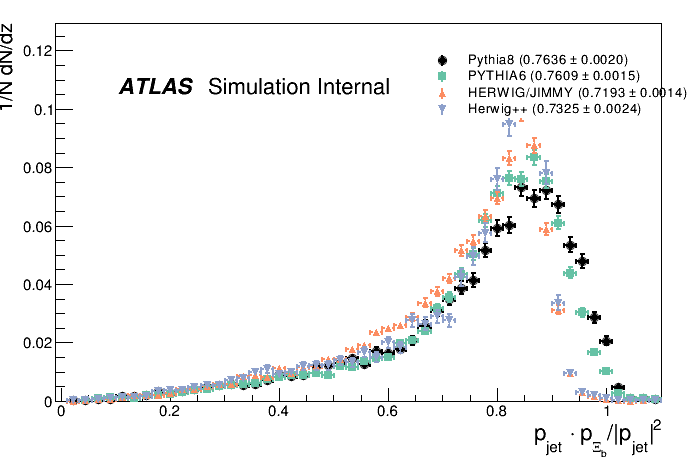 1/N dN/dz
0.12
0.1
0.08
0.06
0.04
0.02
0
ATLAS Simulation Internal
Pythia8 (0.7636 ± 0.0020)
PYTHIA6 (0.7609 ± 0.0015)
HERWIG/JIMMY (0.7193 ± 0.0014)
Herwig++ (0.7325 ± 0.0024)
0 0.2 0.4 0.6 0.8 1
p_jet · p_Ξ_b/|p_jet|²